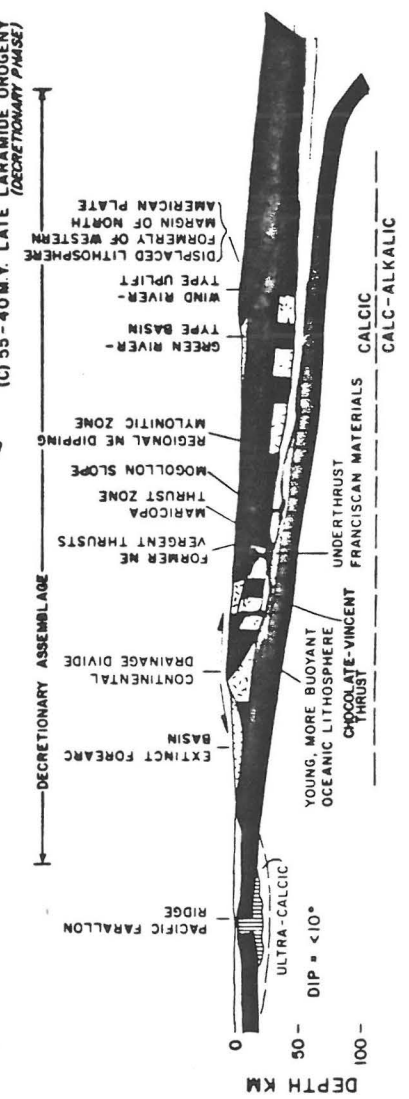 (C) 55-40 M.Y. LATE LARAMIDE OROGENY
(DECRETIONARY PHASE)
DECRETIONARY ASSEMBLAGE
PACIFIC FARALLON
RIDGE
EXTINCT FOREARC
BASIN
CONTINENTAL
DRAINAGE DIVIDE
FORMER NE
VERGENT THRUSTS
MARICOPA
THRUST ZONE
MOGOLLON SLOPE
REGIONAL NE DIPPING
MYLONITIC ZONE
GREEN RIVER-
TYPE BASIN
WIND RIVER-
TYPE UPLIFT
DISPLACED LITHOSPHERE
FORMERLY OF WESTERN
MARGIN OF NORTH
AMERICAN PLATE
DEPTH KM
0
50-
100-
ULTRA-CALCIC
DIP = <10°
YOUNG, MORE BUOYANT
OCEANIC LITHOSPHERE
CHOCOLATE-VINCENT
THRUST
UNDERTHRUST
FRANCISCAN MATERIALS
CALCIC
CALC-ALKALIC